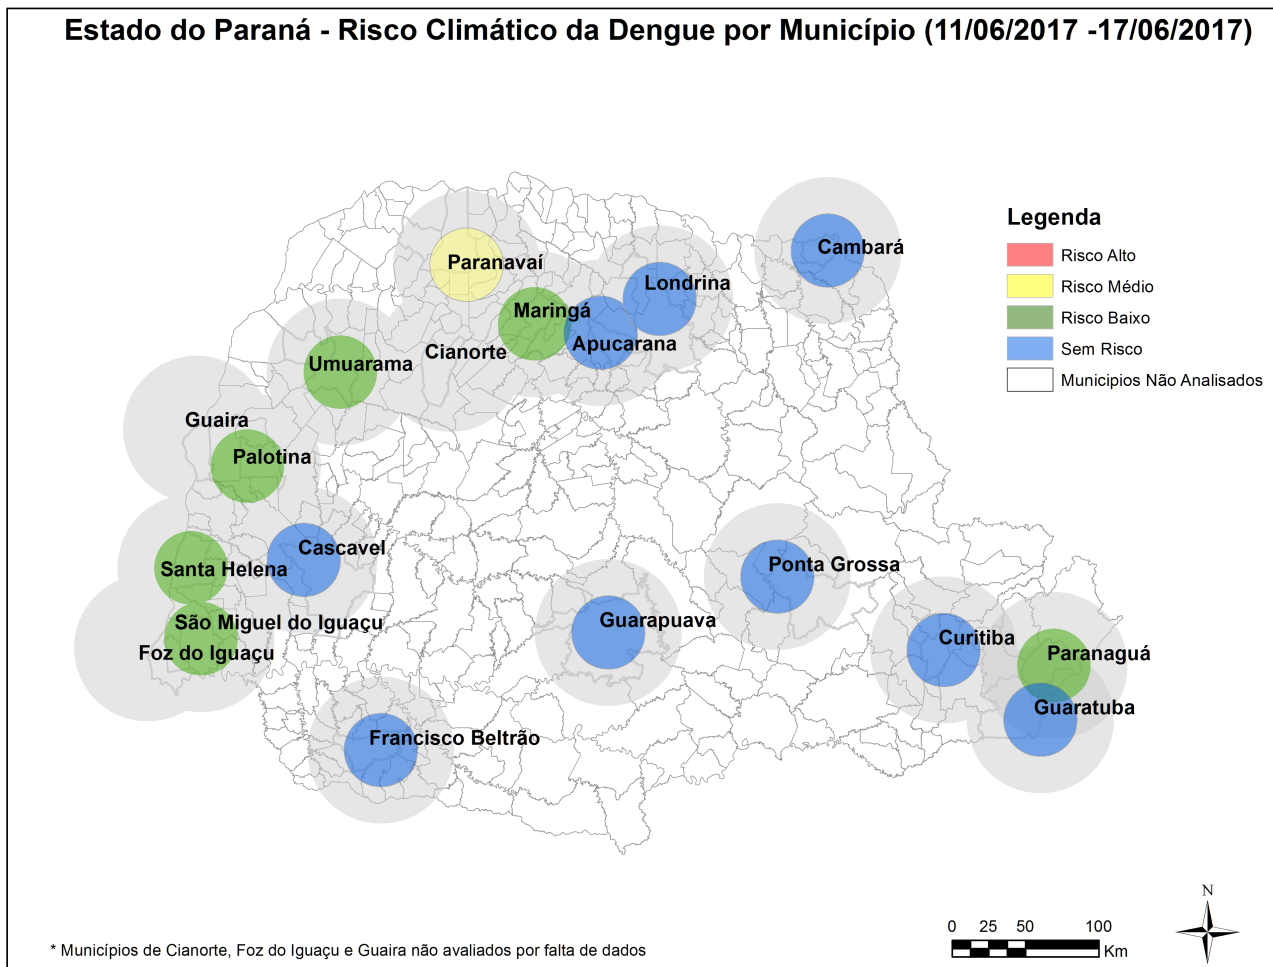 Estado do Paraná - Risco Climático da Dengue por Município (11/06/2017 -17/06/2017)
Legenda
Risco Alto
Risco Médio
Risco Baixo
Sem Risco
Municipios Não Analisados
Cambará
Paranavaí
Londrina
Maringá
Apucarana
Cianorte
Umuarama
Guaira
Palotina
Cascavel
Santa Helena
Ponta Grossa
São Miguel do Iguaçu
Guarapuava
Foz do Iguaçu
Curitiba
Paranaguá
Guaratuba
Francisco Beltrão
N
0 25 50 100
Km
* Municípios de Cianorte, Foz do Iguaçu e Guaira não avaliados por falta de dados